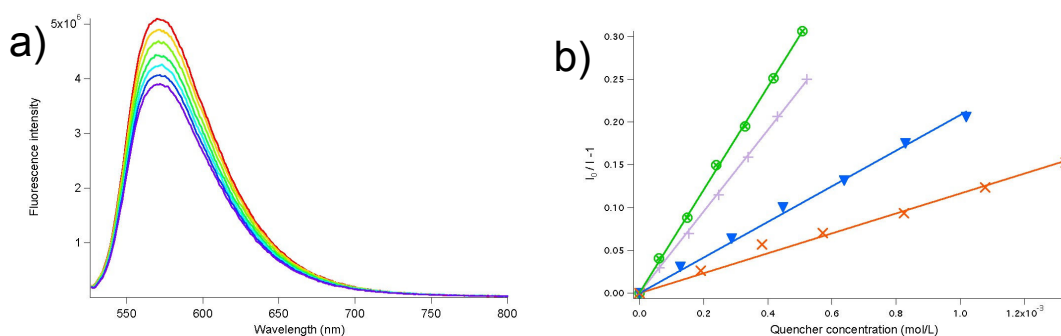 a)
5x10⁶
4
3
2
1
Fluorescence intensity
550
600
650
700
750
800
Wavelength (nm)
b)
0.30
0.25
0.20
0.15
0.10
0.05
0.00
I₀ / I -1
0.0
0.2
0.4
0.6
0.8
1.0
1.2x10⁻³
Quencher concentration (mol/L)